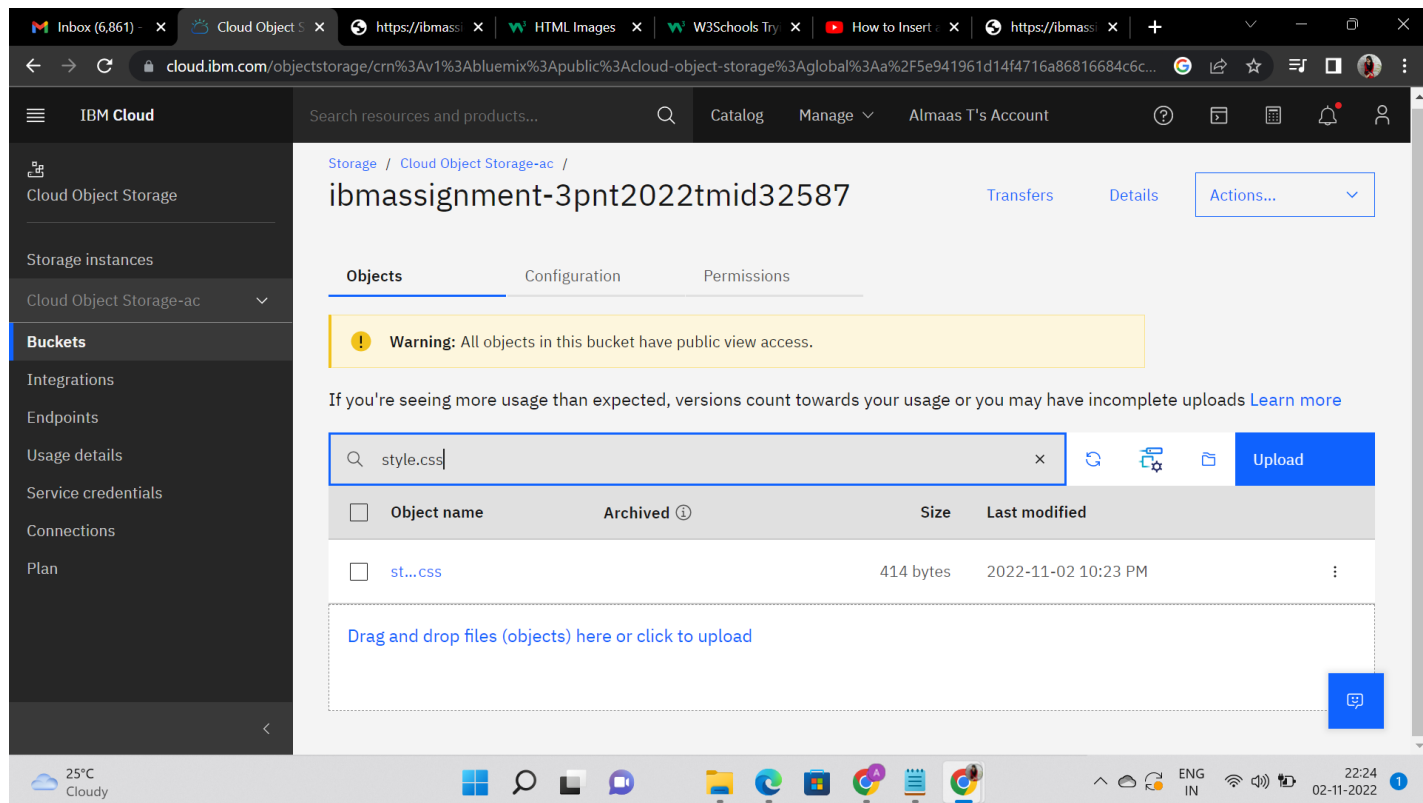 Inbox (6,861) -
Cloud Object S
https://ibmassi
HTML Images
W3Schools Try
How to Insert a
https://ibmassi
cloud.ibm.com/objectstorage/crn%3Av1%3Abluemix%3Apublic%3Acloud-object-storage%3Aglobal%3Aa%2F5e941961d14f4716a86816684c6c...
IBM Cloud
Search resources and products...
Catalog
Manage
Almaas T's Account
Cloud Object Storage
Storage instances
Cloud Object Storage-ac
Buckets
Integrations
Endpoints
Usage details
Service credentials
Connections
Plan
Storage / Cloud Object Storage-ac /
ibmassignment-3pnt2022tmid32587
Transfers
Details
Actions...
Objects
Configuration
Permissions
Warning: All objects in this bucket have public view access.
If you're seeing more usage than expected, versions count towards your usage or you may have incomplete uploads Learn more
style.css
Upload
Object name
Archived
Size
Last modified
st...css
414 bytes
2022-11-02 10:23 PM
Drag and drop files (objects) here or click to upload
25°C
Cloudy
A
ENG
IN
22:24
02-11-2022
1